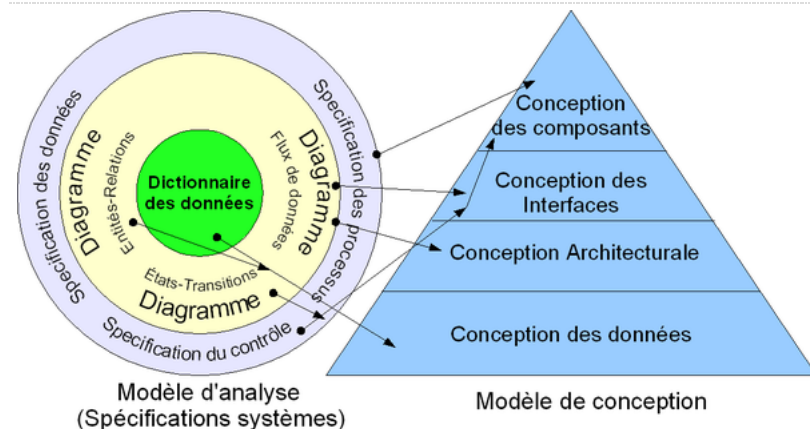 Spécification des données
Spécification des processus
Spécification du contrôle
Diagramme
Entités-Relations
Diagramme
Flux de données
États-Transitions
Diagramme
Dictionnaire
des données
Modèle d'analyse
(Spécifications systèmes)
Conception
des composants
Conception des
Interfaces
Conception Architecturale
Conception des données
Modèle de conception